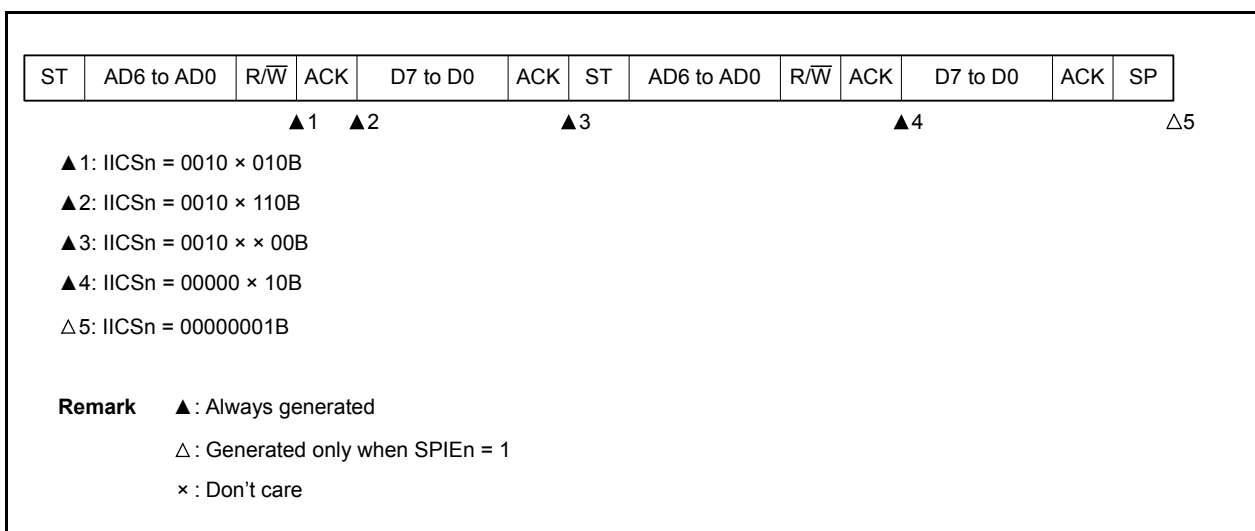 ST AD6 to AD0 R/W̅ ACK D7 to D0 ACK ST AD6 to AD0 R/W̅ ACK D7 to D0 ACK SP
▲1 ▲2 ▲3 ▲4 △5
▲1: IICSn = 0010 × 010B
▲2: IICSn = 0010 × 110B
▲3: IICSn = 0010 × × 00B
▲4: IICSn = 00000 × 10B
△5: IICSn = 00000001B
Remark ▲: Always generated
△: Generated only when SPIEn = 1
× : Don't care